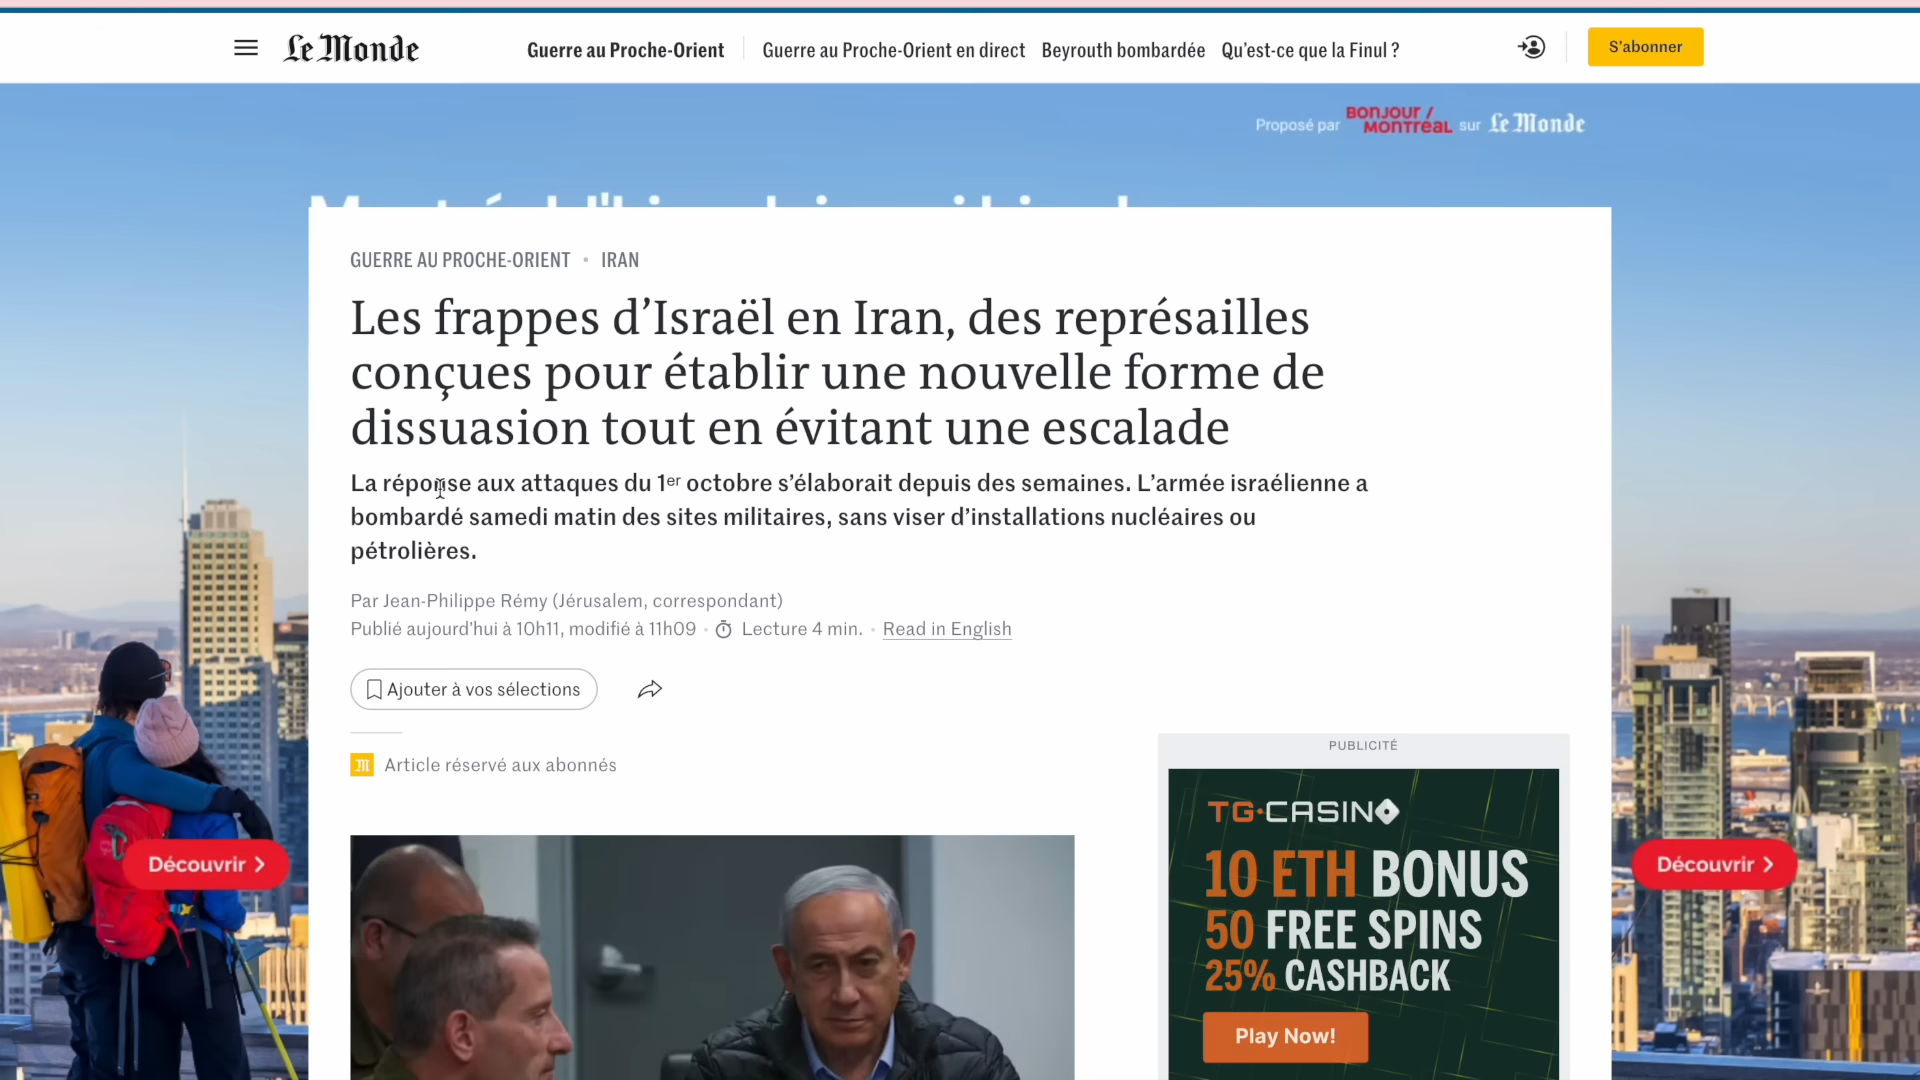 Le Monde
Guerre au Proche-Orient
Guerre au Proche-Orient en direct
Beyrouth bombardée
Qu'est-ce que la Finul ?
S'abonner
Proposé par BONJOUR / MONTRÉAL sur Le Monde
GUERRE AU PROCHE-ORIENT • IRAN
Les frappes d'Israël en Iran, des représailles
conçues pour établir une nouvelle forme de
dissuasion tout en évitant une escalade
La réponse aux attaques du 1er octobre s'élaborait depuis des semaines. L'armée israélienne a
bombardé samedi matin des sites militaires, sans viser d'installations nucléaires ou
pétrolières.
Par Jean-Philippe Rémy (Jérusalem, correspondant)
Publié aujourd'hui à 10h11, modifié à 11h09 • Lecture 4 min. • Read in English
Ajouter à vos sélections
M Article réservé aux abonnés
PUBLICITÉ
TG•CASINO
10 ETH BONUS
50 FREE SPINS
25% CASHBACK
Play Now!
Découvrir >
Découvrir >